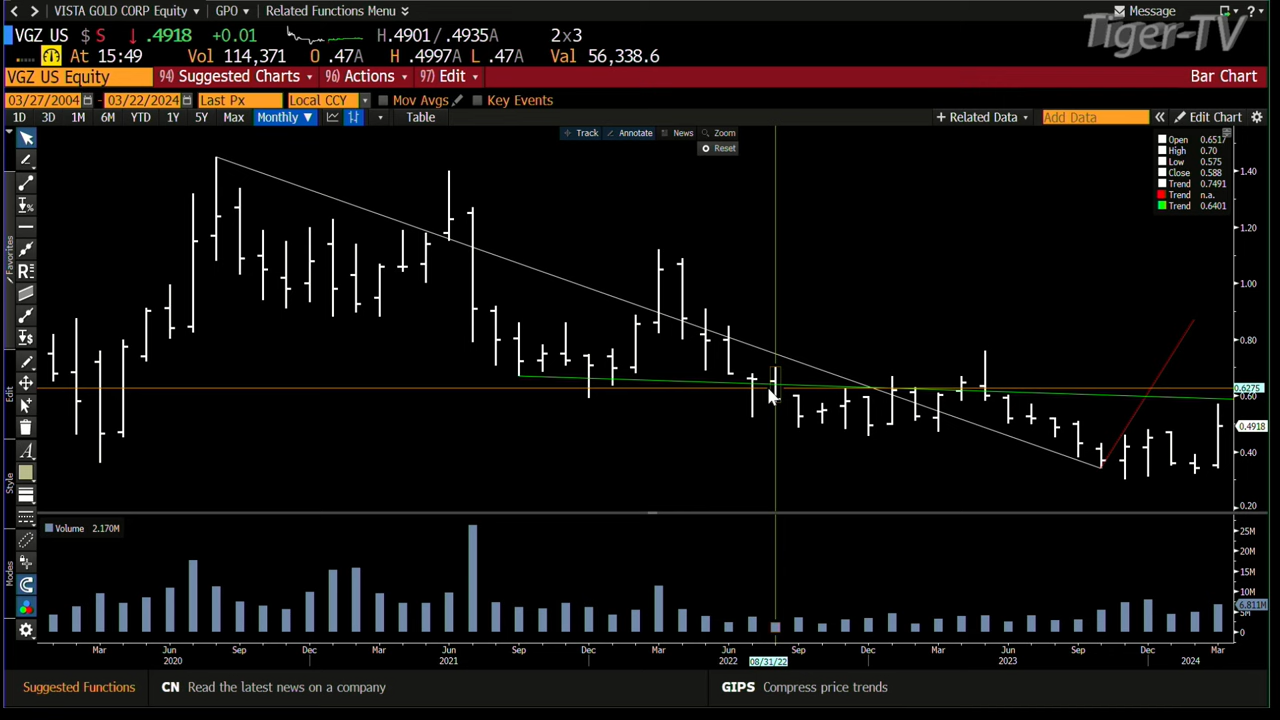 VISTA GOLD CORP Equity GPO Related Functions Menu Message ?
Tiger-TV
VGZ US $ S ↓ .4918 +0.01 H.4901/.4935A 2x3
At 15:49 Vol 114,371 O .47A H .4997A L .47A Val 56,338.6
VGZ US Equity 94) Suggested Charts 96) Actions 97) Edit Bar Chart
03/27/2004 - 03/22/2024 Last Px Local CCY Mov Avgs Key Events
1D 3D 1M 6M YTD 1Y 5Y Max Monthly ▼ Table + Related Data Add Data « Edit Chart
Track Annotate News Zoom
Reset
Open 0.6517
High 0.70
Low 0.575
Close 0.588
Trend 0.7491
Trend n.a.
Trend 0.6401
Favorites
Edit
Style
Modes
1.40
1.20
1.00
0.80
0.6275
0.60
0.4918
0.40
0.20
Volume 2.170M
25M
20M
15M
10M
6.811M
5M
0
Mar Jun Sep Dec Mar Jun Sep Dec Mar Jun Sep Dec Mar Jun Sep Dec Mar
2020 2021 2022 08/31/22 2023 2024
Suggested Functions CN Read the latest news on a company GIPS Compress price trends